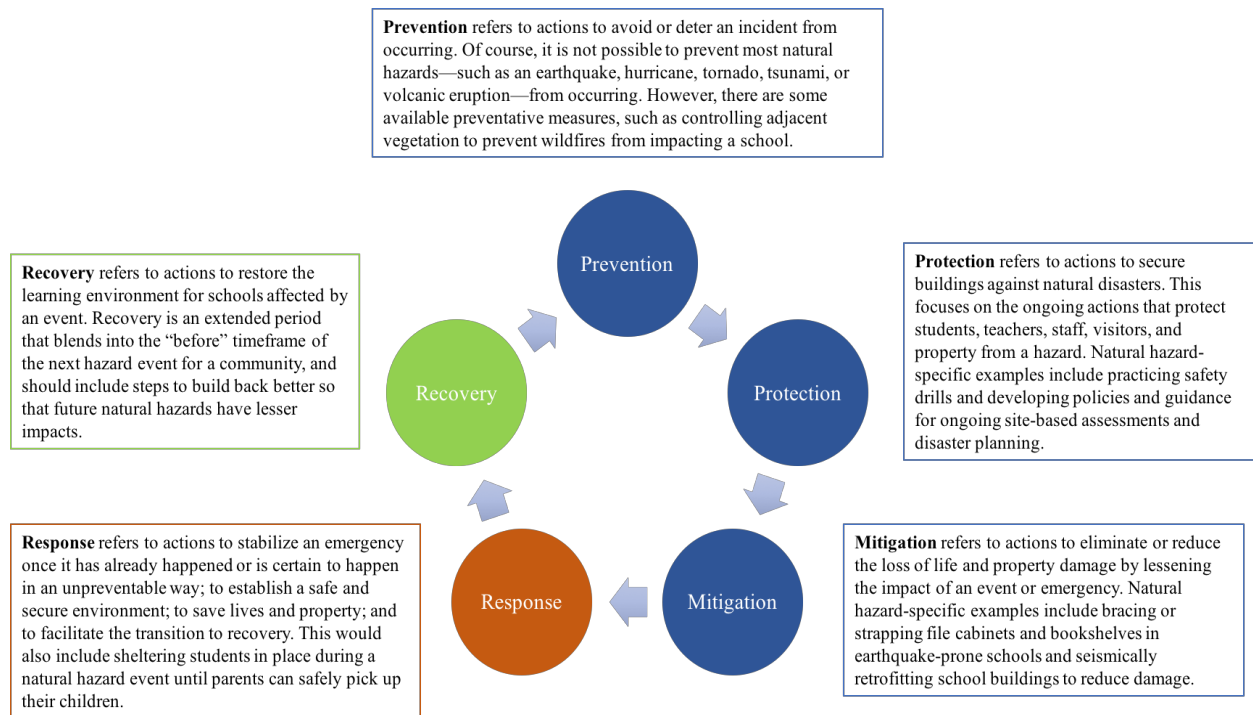 Prevention refers to actions to avoid or deter an incident from
occurring. Of course, it is not possible to prevent most natural
hazards—such as an earthquake, hurricane, tornado, tsunami, or
volcanic eruption—from occurring. However, there are some
available preventative measures, such as controlling adjacent
vegetation to prevent wildfires from impacting a school.
Prevention
Protection refers to actions to secure
buildings against natural disasters. This
focuses on the ongoing actions that protect
students, teachers, staff, visitors, and
property from a hazard. Natural hazard-
specific examples include practicing safety
drills and developing policies and guidance
for ongoing site-based assessments and
disaster planning.
Protection
Mitigation refers to actions to eliminate or reduce
the loss of life and property damage by lessening
the impact of an event or emergency. Natural
hazard-specific examples include bracing or
strapping file cabinets and bookshelves in
earthquake-prone schools and seismically
retrofitting school buildings to reduce damage.
Mitigation
Response
Response refers to actions to stabilize an emergency
once it has already happened or is certain to happen
in an unpreventable way; to establish a safe and
secure environment; to save lives and property; and
to facilitate the transition to recovery. This would
also include sheltering students in place during a
natural hazard event until parents can safely pick up
their children.
Recovery
Recovery refers to actions to restore the
learning environment for schools affected by
an event. Recovery is an extended period
that blends into the “before” timeframe of
the next hazard event for a community, and
should include steps to build back better so
that future natural hazards have lesser
impacts.